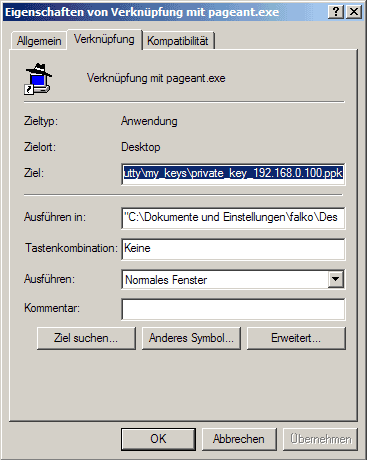 Eigenschaften von Verknüpfung mit pageant.exe
Allgemein Verknüpfung Kompatibilität
Verknüpfung mit pageant.exe
Zieltyp: Anwendung
Zielort: Desktop
Ziel: utty\my_keys\private_key_192.168.0.100.ppk
Ausführen in: "C:\Dokumente und Einstellungen\falko\Des
Tastenkombination: Keine
Ausführen: Normales Fenster
Kommentar:
Ziel suchen... Anderes Symbol... Erweitert...
OK Abbrechen Übernehmen